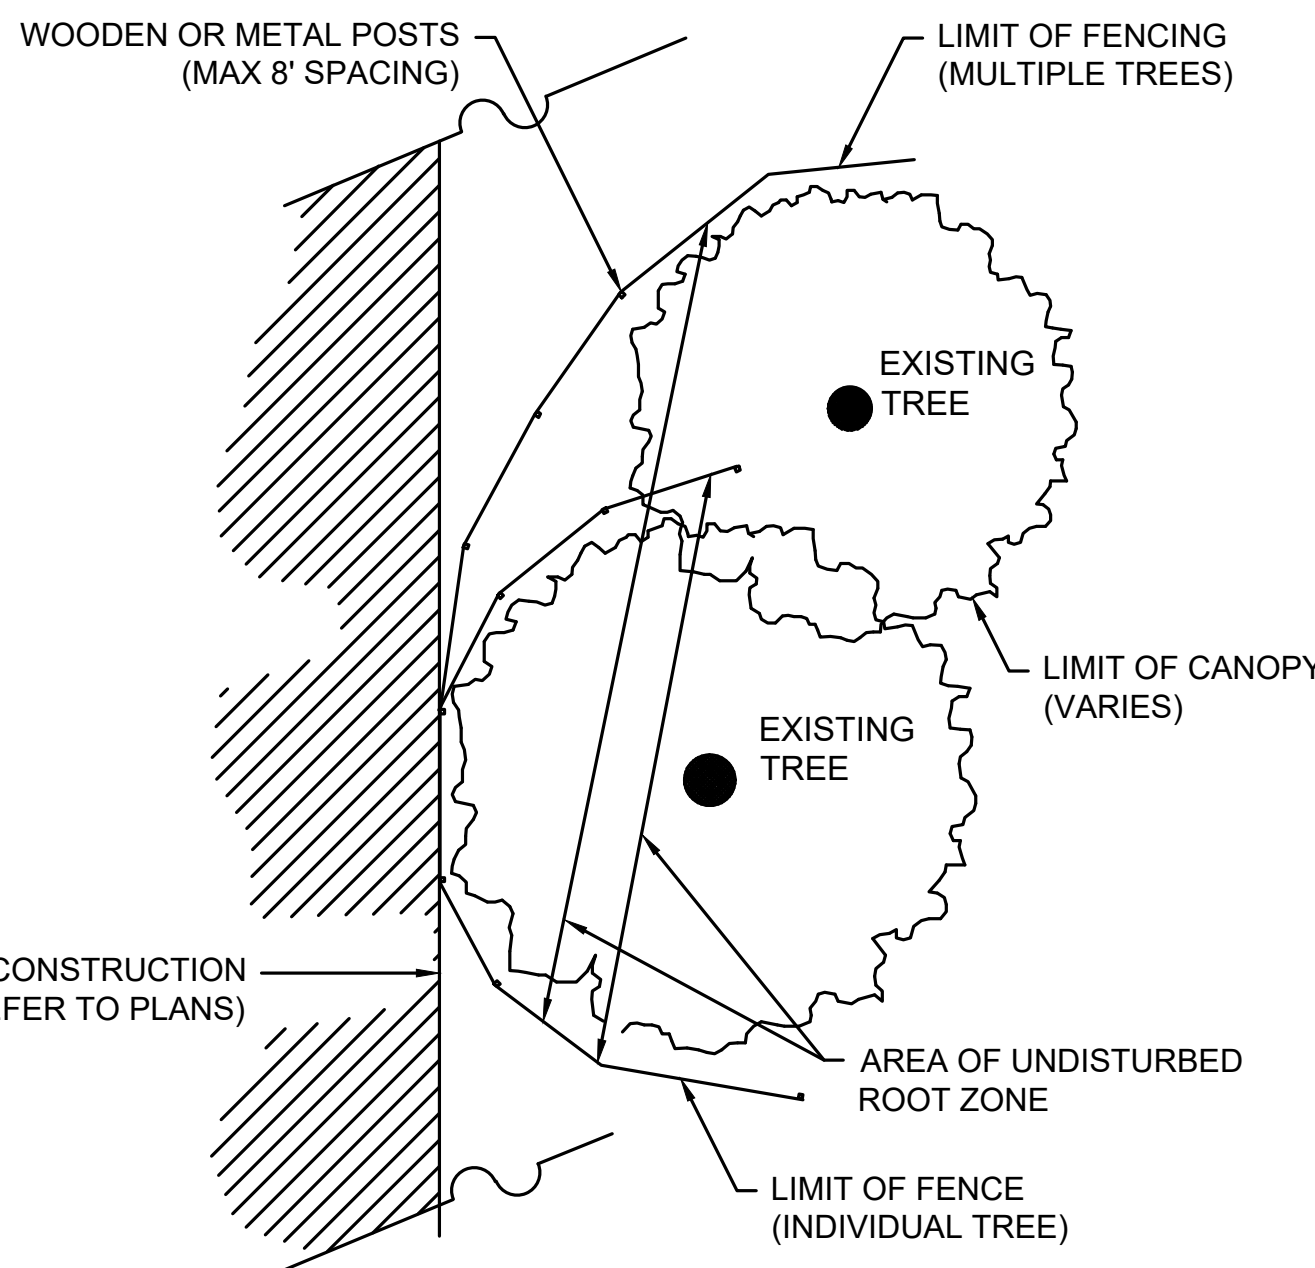 WOODEN OR METAL POSTS
(MAX 8' SPACING)
LIMIT OF FENCING
(MULTIPLE TREES)
EXISTING
TREE
LIMIT OF CANOPY
(VARIES)
EXISTING
TREE
CONSTRUCTION
TO PLANS)
AREA OF UNDISTURBED
ROOT ZONE
LIMIT OF FENCE
(INDIVIDUAL TREE)